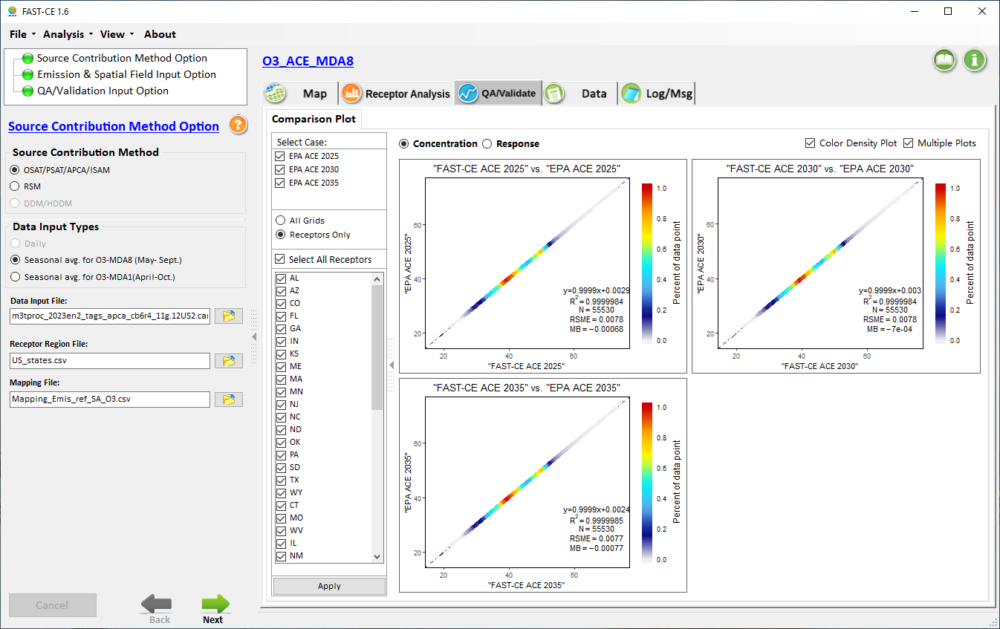 FAST-CE 1.6
File Analysis View About
Source Contribution Method Option
Emission & Spatial Field Input Option
QA/Validation Input Option
Source Contribution Method Option
?
Source Contribution Method
OSAT/PSAT/APCA/ISAM
RSM
DDM/HDDM
Data Input Types
Daily
Seasonal avg. for O3-MDA8 (May- Sept.)
Seasonal avg. for O3-MDA1(April-Oct.)
Data Input File:
m3tproc_2023en2_tags_apca_cb6r4_11g.12US2.car
Receptor Region File:
US_states.csv
Mapping File:
Mapping_Emis_ref_SA_O3.csv
Cancel
Back
Next
O3_ACE_MDA8
i
Map
Receptor Analysis
QA/Validate
Data
Log/Msg
Comparison Plot
Select Case:
EPA ACE 2025
EPA ACE 2030
EPA ACE 2035
All Grids
Receptors Only
Select All Receptors
AL
AZ
CO
FL
GA
IN
KS
ME
MA
MN
NJ
NC
ND
OK
PA
SD
TX
WY
CT
MO
WV
IL
NM
Apply
Concentration Response
Color Density Plot Multiple Plots
"FAST-CE ACE 2025" vs. "EPA ACE 2025"
"EPA ACE 2025"
60
40
20
20 40 60
"FAST-CE ACE 2025"
y=0.9999x+0.0029
R2=0.9999984
N=55530
RSME=0.0078
MB=−0.00068
1.0
0.8
0.6
0.4
0.2
0.0
Percent of data point
"FAST-CE ACE 2030" vs. "EPA ACE 2030"
"EPA ACE 2030"
60
40
20
20 40 60
"FAST-CE ACE 2030"
y=0.9999x+0.003
R2=0.9999984
N=55530
RSME=0.0078
MB=−7e-04
1.0
0.8
0.6
0.4
0.2
0.0
Percent of data point
"FAST-CE ACE 2035" vs. "EPA ACE 2035"
"EPA ACE 2035"
60
40
20
20 40 60
"FAST-CE ACE 2035"
y=0.9999x+0.0024
R2=0.9999985
N=55530
RSME=0.0077
MB=−0.00077
1.0
0.8
0.6
0.4
0.2
0.0
Percent of data point